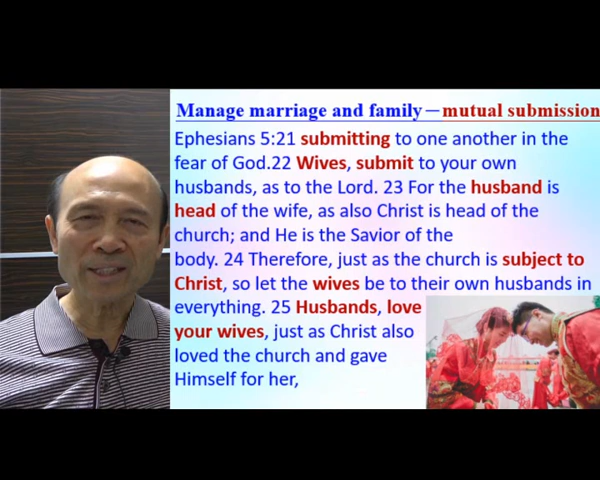 Manage marriage and family—mutual submission
Ephesians 5:21 submitting to one another in the
fear of God.22 Wives, submit to your own
husbands, as to the Lord. 23 For the husband is
head of the wife, as also Christ is head of the
church; and He is the Savior of the
body. 24 Therefore, just as the church is subject to
Christ, so let the wives be to their own husbands in
everything. 25 Husbands, love
your wives, just as Christ also
loved the church and gave
Himself for her,